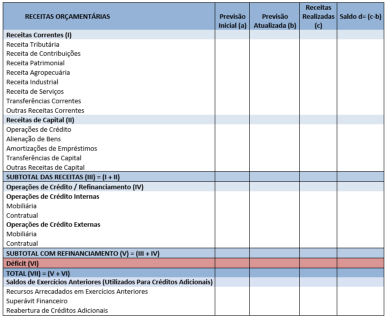 RECEITAS ORÇAMENTÁRIAS
Previsão Inicial (a)
Previsão Atualizada (b)
Receitas Realizadas (c)
Saldo d= (c-b)
Receitas Correntes (I)
Receita Tributária
Receita de Contribuições
Receita Patrimonial
Receita Agropecuária
Receita Industrial
Receita de Serviços
Transferências Correntes
Outras Receitas Correntes
Receitas de Capital (II)
Operações de Crédito
Alienação de Bens
Amortizações de Empréstimos
Transferências de Capital
Outras Receitas de Capital
SUBTOTAL DAS RECEITAS (III) = (I + II)
Operações de Crédito / Refinanciamento (IV)
Operações de Crédito Internas
Mobiliária
Contratual
Operações de Crédito Externas
Mobiliária
Contratual
SUBTOTAL COM REFINANCIAMENTO (V) = (III + IV)
Déficit (VI)
TOTAL (VII) = (V + VI)
Saldos de Exercícios Anteriores (Utilizados Para Créditos Adicionais)
Recursos Arrecadados em Exercícios Anteriores
Superávit Financeiro
Reabertura de Créditos Adicionais